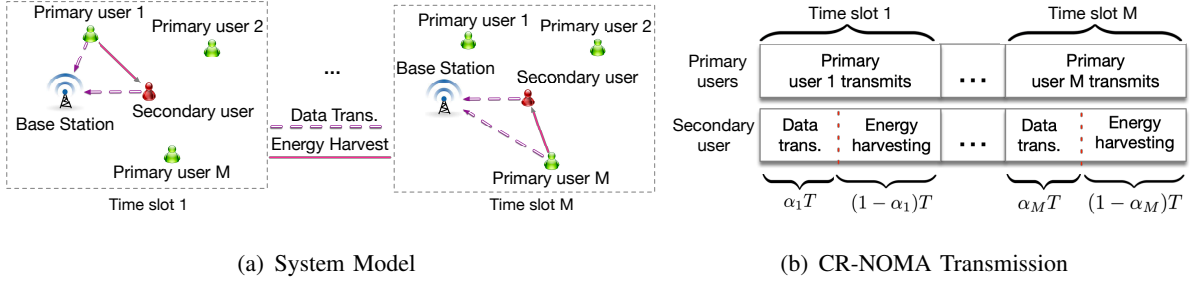 Primary user 1
Primary user 2
Base Station
Secondary user
Primary user M
Time slot 1
...
Data Trans.
Energy Harvest
Primary user 1
Primary user 2
Base Station
Secondary user
Primary user M
Time slot M
(a) System Model
Time slot 1
Time slot M
Primary
users
Primary
user 1 transmits
...
Primary
user M transmits
Secondary
user
Data
trans.
Energy
harvesting
...
Data
trans.
Energy
harvesting
α₁T
(1 − α₁)T
α_M T
(1 − α_M)T
(b) CR-NOMA Transmission